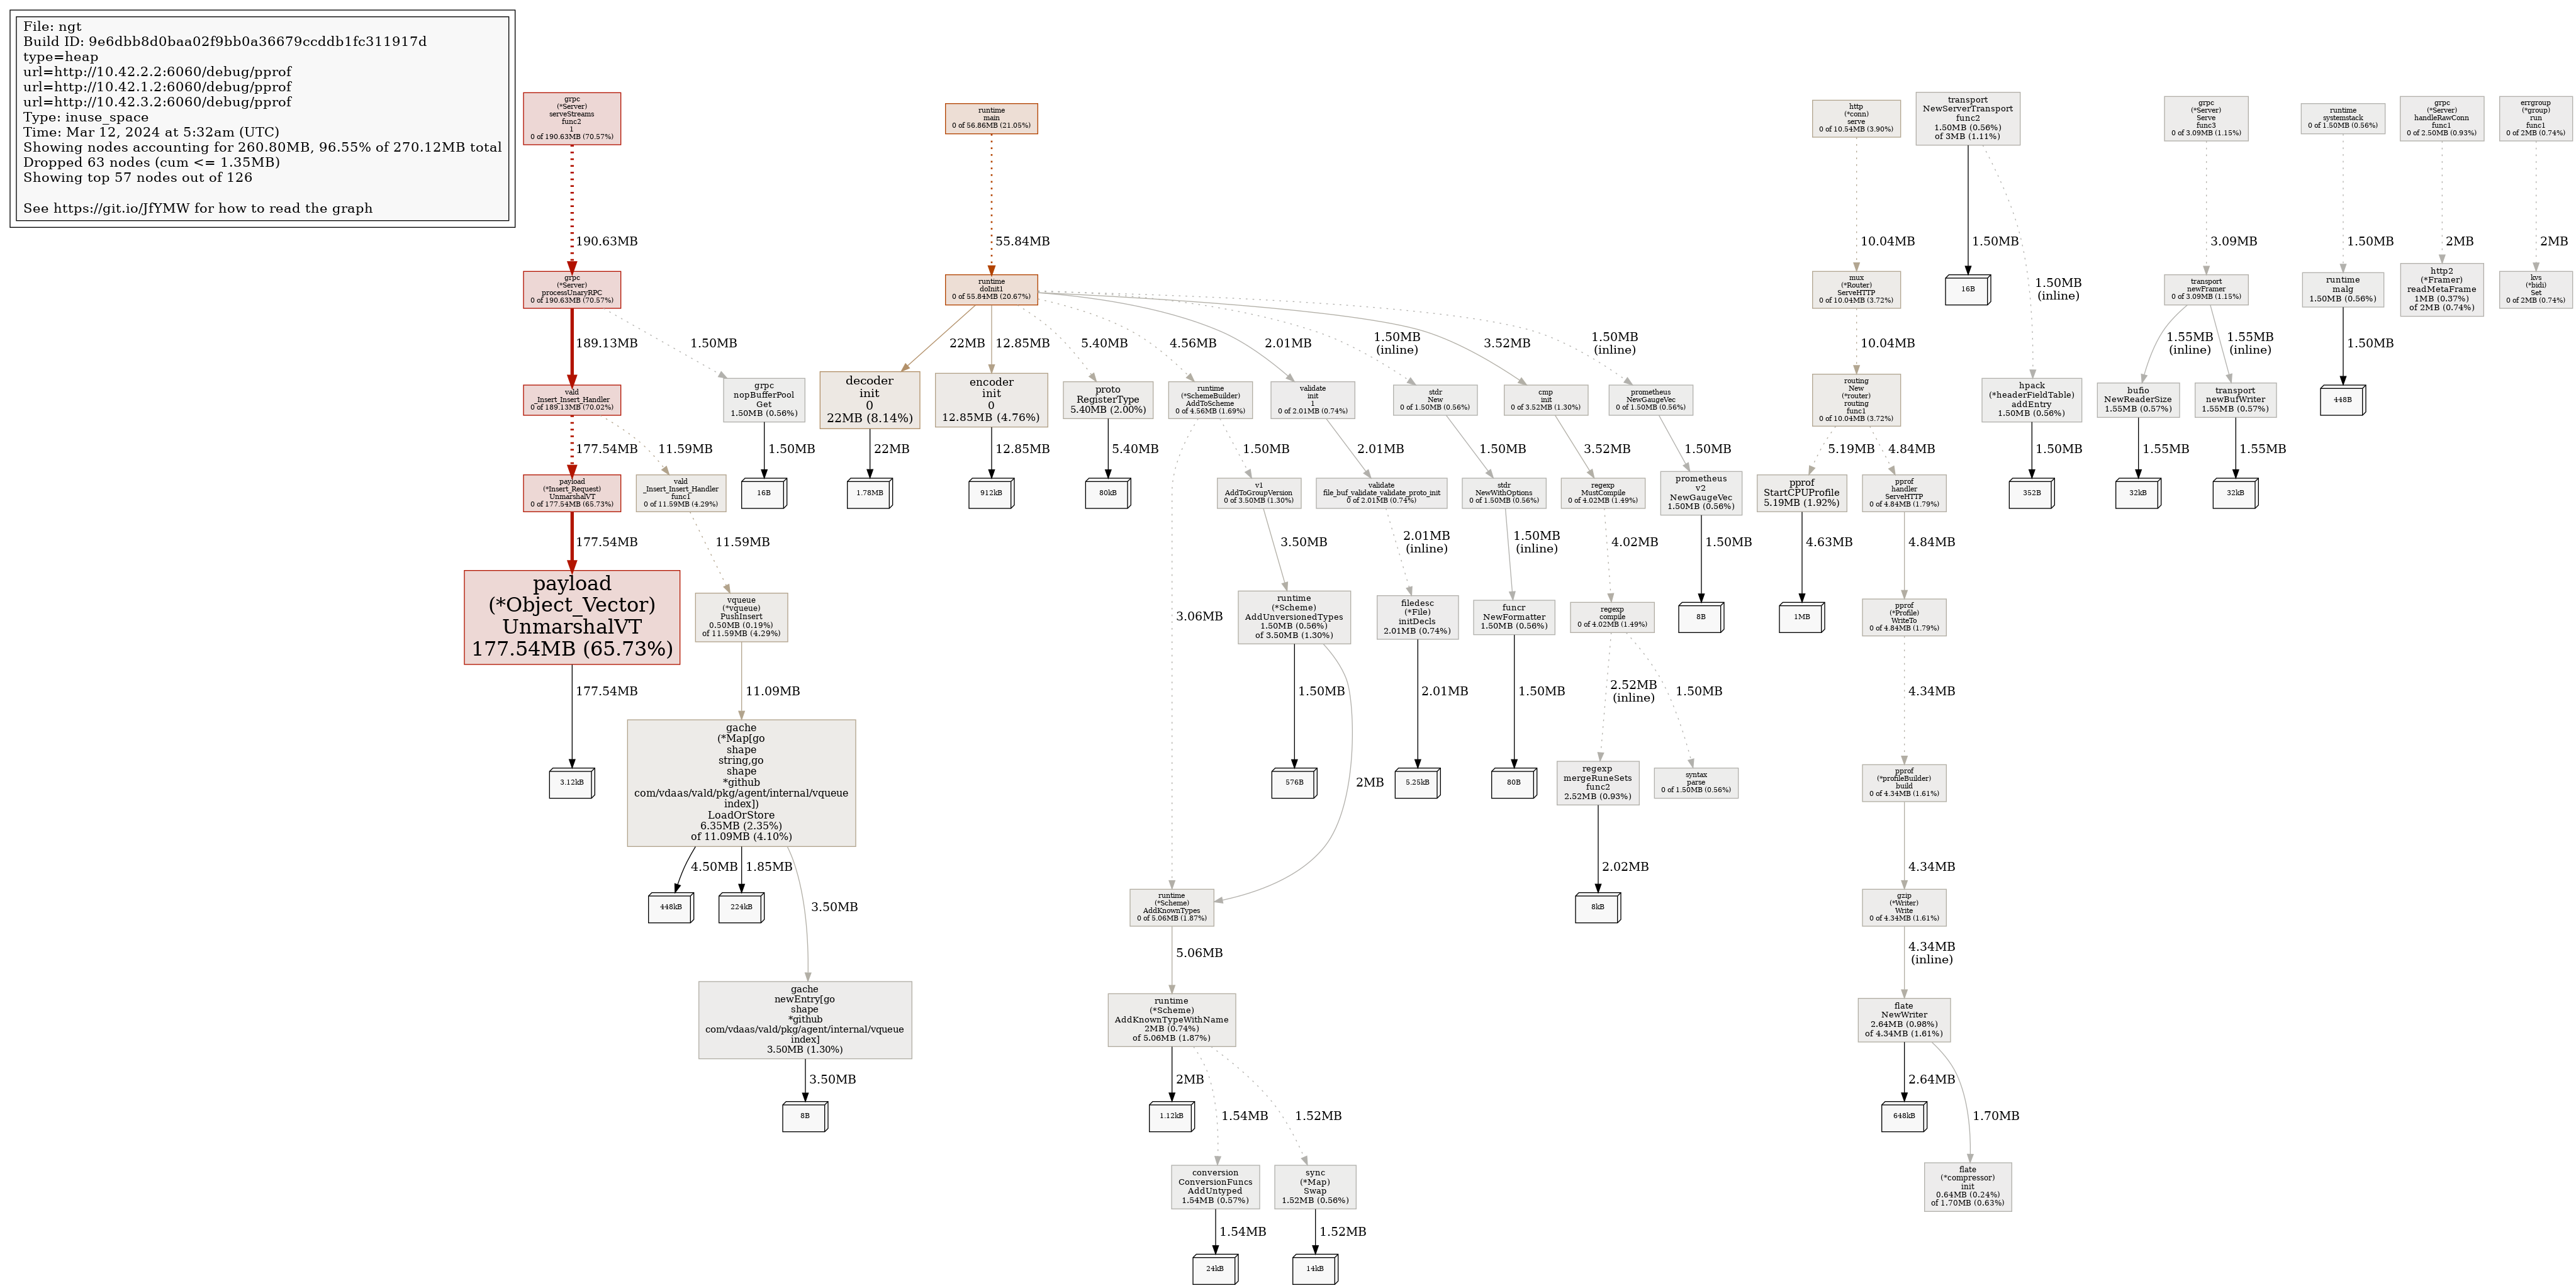 File: ngt
Build ID: 9e6dbb8d0baa02f9bb0a36679ccddb1fc311917d
type=heap
url=http://10.42.2.2:6060/debug/pprof
url=http://10.42.1.2:6060/debug/pprof
url=http://10.42.3.2:6060/debug/pprof
Type: inuse_space
Time: Mar 12, 2024 at 5:32am (UTC)
Showing nodes accounting for 260.80MB, 96.55% of 270.12MB total
Dropped 63 nodes (cum <= 1.35MB)
Showing top 57 nodes out of 126
See https://git.io/JfYMW for how to read the graph
grpc
(*Server)
serveStreams
func2
1
0 of 190.63MB (70.57%)
190.63MB
grpc
(*Server)
processUnaryRPC
0 of 190.63MB (70.57%)
189.13MB
1.50MB
vald
_Insert_Insert_Handler
0 of 189.13MB (70.02%)
grpc
nopBufferPool
Get
1.50MB (0.56%)
177.54MB
11.59MB
1.50MB
payload
(*Insert_Request)
UnmarshalVT
0 of 177.54MB (65.73%)
vald
_Insert_Insert_Handler
func1
0 of 11.59MB (4.29%)
16B
177.54MB
11.59MB
payload
(*Object_Vector)
UnmarshalVT
177.54MB (65.73%)
vqueue
(*vqueue)
PushInsert
0.50MB (0.19%)
of 11.59MB (4.29%)
177.54MB
11.09MB
3.12kB
gache
(*Map[go
shape
string,go
shape
*github
com/vdaas/vald/pkg/agent/internal/vqueue
index])
LoadOrStore
6.35MB (2.35%)
of 11.09MB (4.10%)
4.50MB
1.85MB
448kB
224kB
3.50MB
gache
newEntry[go
shape
*github
com/vdaas/vald/pkg/agent/internal/vqueue
index]
3.50MB (1.30%)
3.50MB
8B
runtime
main
0 of 56.86MB (21.05%)
55.84MB
runtime
doInit1
0 of 55.84MB (20.67%)
22MB
12.85MB
5.40MB
4.56MB
2.01MB
1.50MB
(inline)
3.52MB
1.50MB
(inline)
decoder
init
0
22MB (8.14%)
22MB
1.78MB
encoder
init
0
12.85MB (4.76%)
12.85MB
912kB
proto
RegisterType
5.40MB (2.00%)
5.40MB
80kB
runtime
(*SchemeBuilder)
AddToScheme
0 of 4.56MB (1.69%)
3.06MB
1.50MB
v1
AddToGroupVersion
0 of 3.50MB (1.30%)
3.50MB
runtime
(*Scheme)
AddUnversionedTypes
1.50MB (0.56%)
of 3.50MB (1.30%)
1.50MB
2MB
576B
runtime
(*Scheme)
AddKnownTypes
0 of 5.06MB (1.87%)
5.06MB
runtime
(*Scheme)
AddKnownTypeWithName
2MB (0.74%)
of 5.06MB (1.87%)
2MB
1.54MB
1.52MB
1.12kB
conversion
ConversionFuncs
AddUntyped
1.54MB (0.57%)
1.54MB
24kB
sync
(*Map)
Swap
1.52MB (0.56%)
1.52MB
14kB
validate
init
1
0 of 2.01MB (0.74%)
2.01MB
validate
file_buf_validate_validate_proto_init
0 of 2.01MB (0.74%)
2.01MB
(inline)
filedesc
(*File)
initDecls
2.01MB (0.74%)
2.01MB
5.25kB
stdr
New
0 of 1.50MB (0.56%)
1.50MB
stdr
NewWithOptions
0 of 1.50MB (0.56%)
1.50MB
(inline)
funcr
NewFormatter
1.50MB (0.56%)
1.50MB
80B
cmp
init
0 of 3.52MB (1.30%)
3.52MB
regexp
MustCompile
0 of 4.02MB (1.49%)
4.02MB
regexp
compile
0 of 4.02MB (1.49%)
2.52MB
(inline)
1.50MB
regexp
mergeRuneSets
func2
2.52MB (0.93%)
2.02MB
8kB
syntax
parse
0 of 1.50MB (0.56%)
prometheus
NewGaugeVec
0 of 1.50MB (0.56%)
1.50MB
prometheus
v2
NewGaugeVec
1.50MB (0.56%)
1.50MB
8B
http
(*conn)
serve
0 of 10.54MB (3.90%)
10.04MB
mux
(*Router)
ServeHTTP
0 of 10.04MB (3.72%)
10.04MB
routing
New
(*router)
routing
func1
0 of 10.04MB (3.72%)
5.19MB
4.84MB
pprof
StartCPUProfile
5.19MB (1.92%)
4.63MB
1MB
pprof
handler
ServeHTTP
0 of 4.84MB (1.79%)
4.84MB
pprof
(*Profile)
WriteTo
0 of 4.84MB (1.79%)
4.34MB
pprof
(*profileBuilder)
build
0 of 4.34MB (1.61%)
4.34MB
gzip
(*Writer)
Write
0 of 4.34MB (1.61%)
4.34MB
(inline)
flate
NewWriter
2.64MB (0.98%)
of 4.34MB (1.61%)
2.64MB
1.70MB
648kB
flate
(*compressor)
init
0.64MB (0.24%)
of 1.70MB (0.63%)
transport
NewServerTransport
func2
1.50MB (0.56%)
of 3MB (1.11%)
1.50MB
16B
1.50MB
(inline)
hpack
(*headerFieldTable)
addEntry
1.50MB (0.56%)
1.50MB
352B
grpc
(*Server)
Serve
func3
0 of 3.09MB (1.15%)
3.09MB
transport
newFramer
0 of 3.09MB (1.15%)
1.55MB
(inline)
1.55MB
(inline)
bufio
NewReaderSize
1.55MB (0.57%)
1.55MB
32kB
transport
newBufWriter
1.55MB (0.57%)
1.55MB
32kB
runtime
systemstack
0 of 1.50MB (0.56%)
1.50MB
runtime
malg
1.50MB (0.56%)
1.50MB
448B
grpc
(*Server)
handleRawConn
func1
0 of 2.50MB (0.93%)
2MB
http2
(*Framer)
readMetaFrame
1MB (0.37%)
of 2MB (0.74%)
errgroup
(*group)
run
func1
0 of 2MB (0.74%)
2MB
kvs
(*bidi)
Set
0 of 2MB (0.74%)